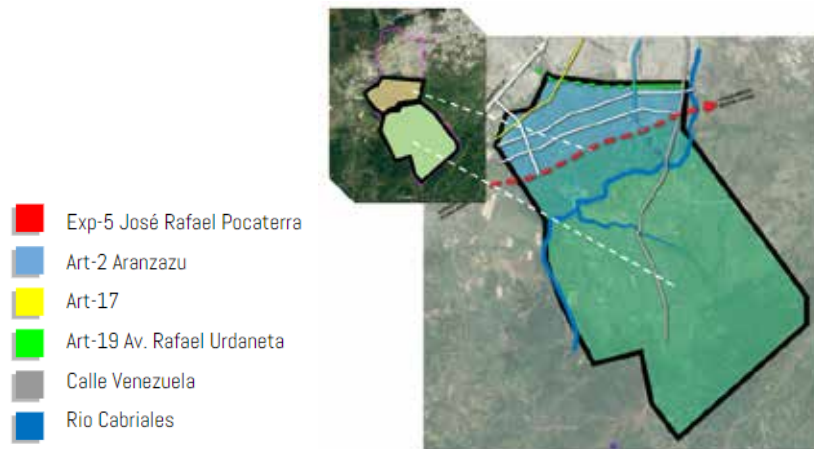 Exp-5 José Rafael Pocaterra
Art-2 Aranzazu
Art-17
Art-19 Av. Rafael Urdaneta
Calle Venezuela
Rio Cabriales